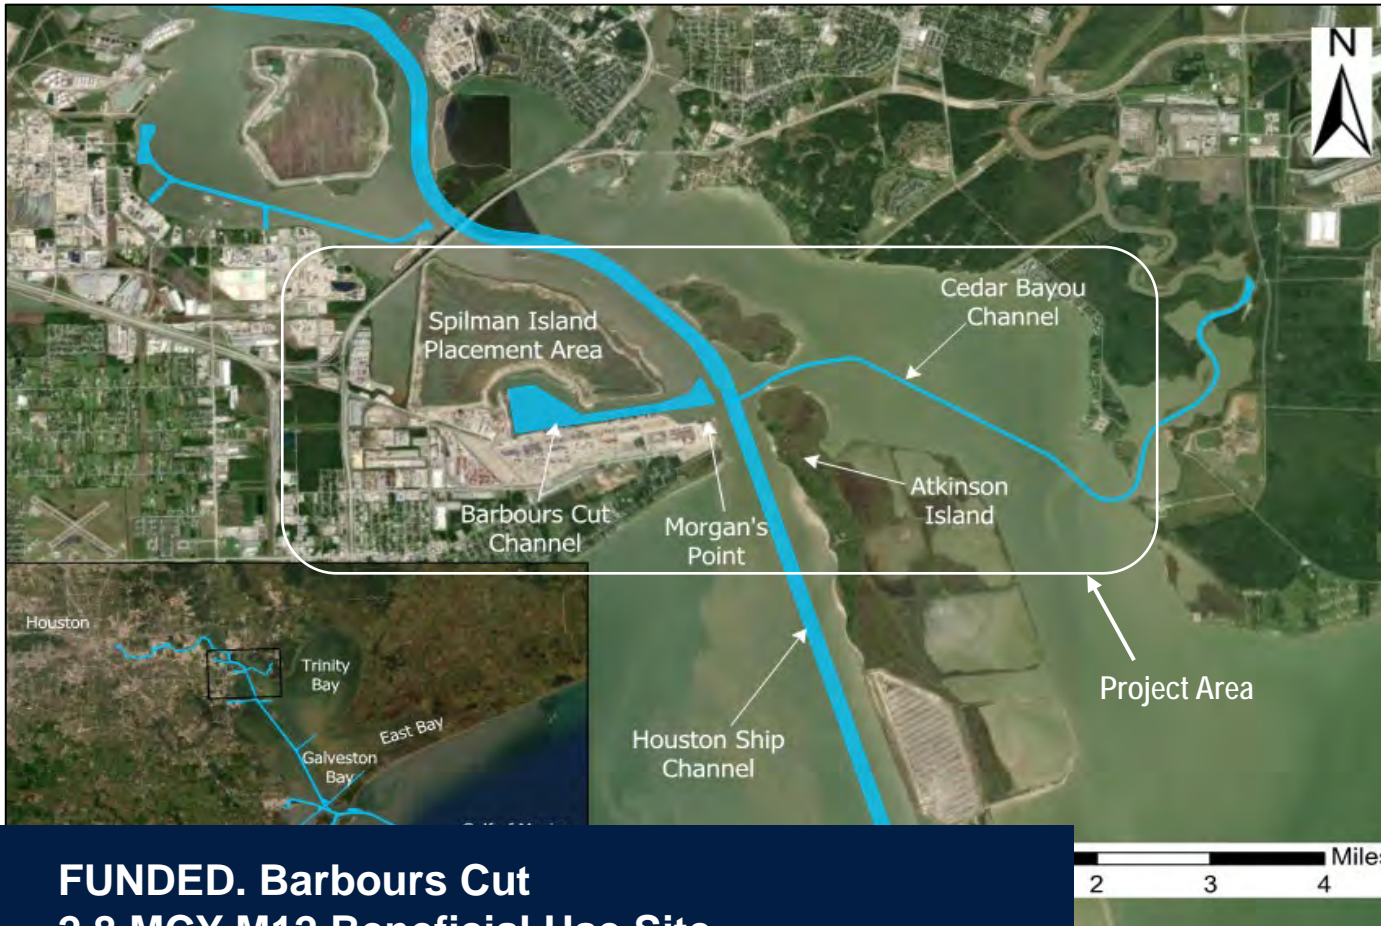 N
Cedar Bayou
Channel
Spilman Island
Placement Area
Atkinson
Island
Barbours Cut
Channel
Morgan's
Point
Project Area
Houston Ship
Channel
Houston
Trinity
Bay
East Bay
Galveston
Bay
Miles
2 3 4
FUNDED. Barbours Cut